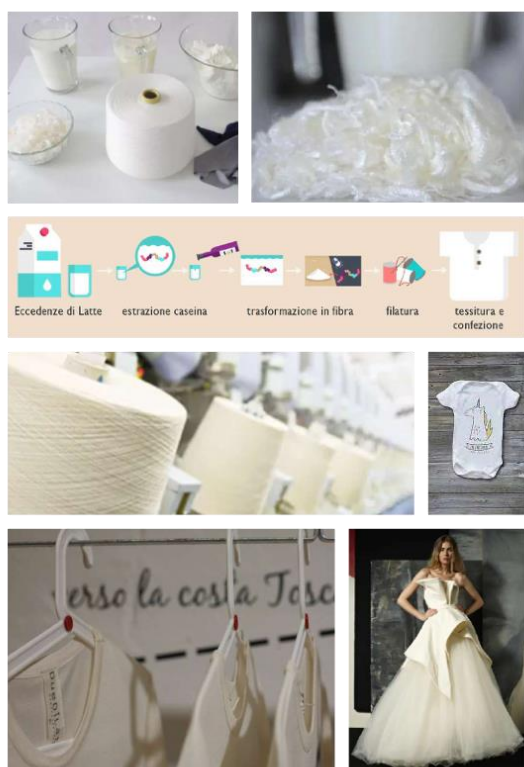 Eccedenze di Latte
estrazione caseina
trasformazione in fibra
filatura
tessitura e
confezione
verso la costa Tosc